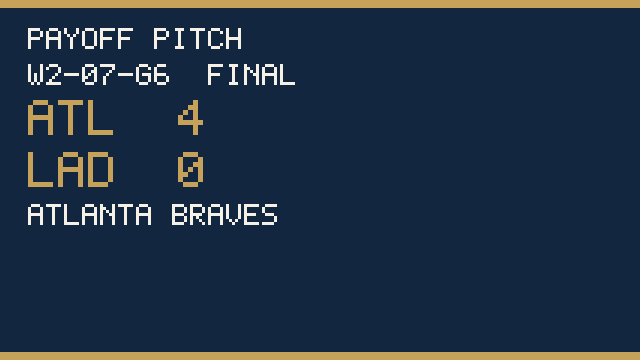 PAYOFF PITCH
W2-07-G6 FINAL
ATL 4
LAD 0
ATLANTA BRAVES